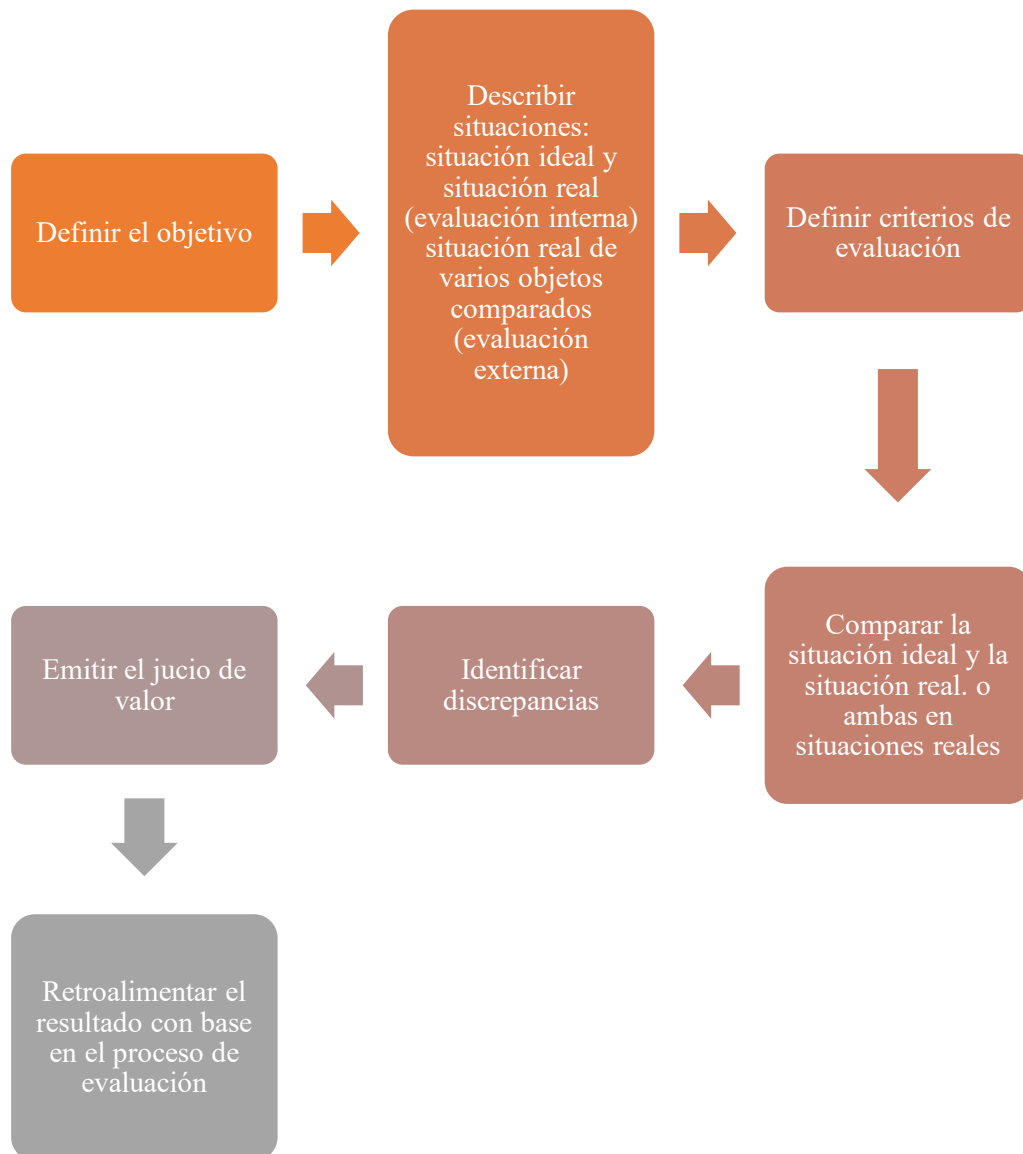 Definir el objetivo
Describir
situaciones:
situación ideal y
situación real
(evaluación interna)
situación real de
varios objetos
comparados
(evaluación
externa)
Definir criterios de
evaluación
Comparar la
situación ideal y la
situación real. o
ambas en
situaciones reales
Identificar
discrepancias
Emitir el jucio de
valor
Retroalimentar el
resultado con base
en el proceso de
evaluación